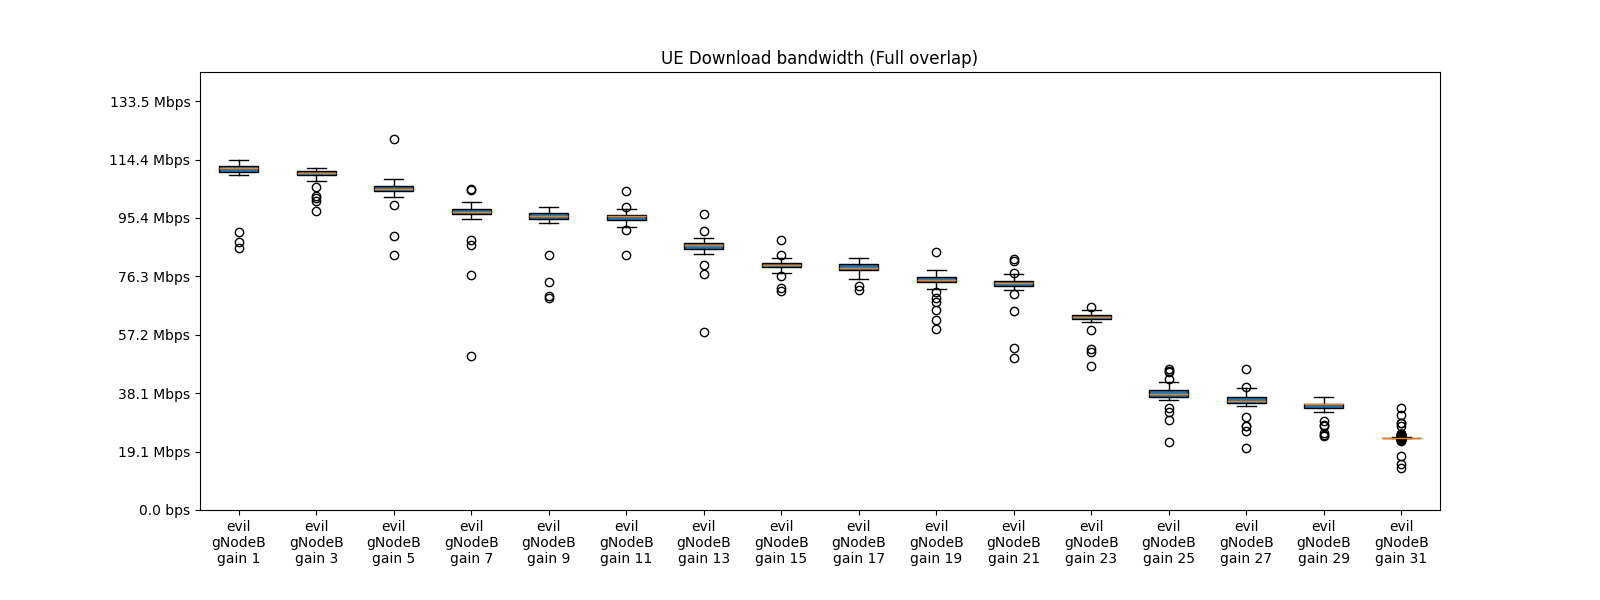 UE Download bandwidth (Full overlap)
133.5 Mbps
114.4 Mbps
95.4 Mbps
76.3 Mbps
57.2 Mbps
38.1 Mbps
19.1 Mbps
0.0 bps
evil
gNodeB
gain 1
evil
gNodeB
gain 3
evil
gNodeB
gain 5
evil
gNodeB
gain 7
evil
gNodeB
gain 9
evil
gNodeB
gain 11
evil
gNodeB
gain 13
evil
gNodeB
gain 15
evil
gNodeB
gain 17
evil
gNodeB
gain 19
evil
gNodeB
gain 21
evil
gNodeB
gain 23
evil
gNodeB
gain 25
evil
gNodeB
gain 27
evil
gNodeB
gain 29
evil
gNodeB
gain 31